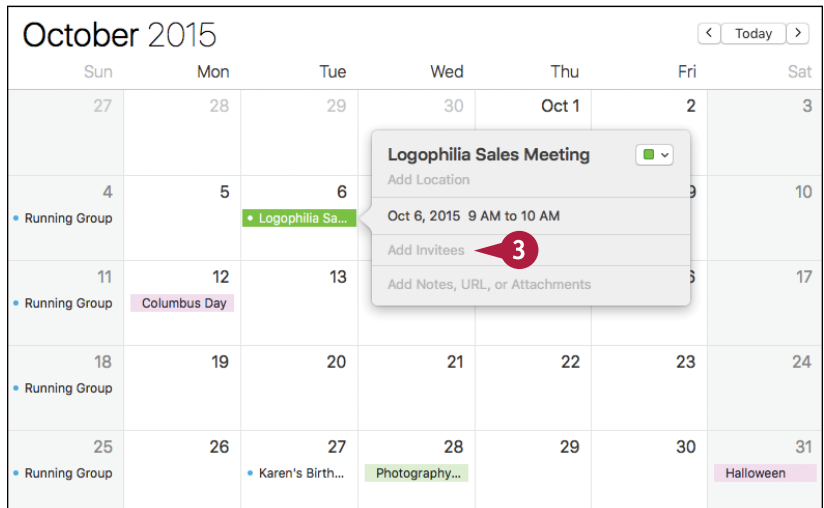 October 2015
< Today >
Sun Mon Tue Wed Thu Fri Sat
27 28 29 30 Oct 1 2 3
Logophilia Sales Meeting
Add Location
4 5 6 9 10
Running Group
Logophilia Sa...
Oct 6, 2015 9 AM to 10 AM
Add Invitees
3
11 12 13 17
Add Notes, URL, or Attachments
Running Group
Columbus Day
18 19 20 21 22 23 24
Running Group
25 26 27 28 29 30 31
Running Group
Karen's Birth...
Photography...
Halloween